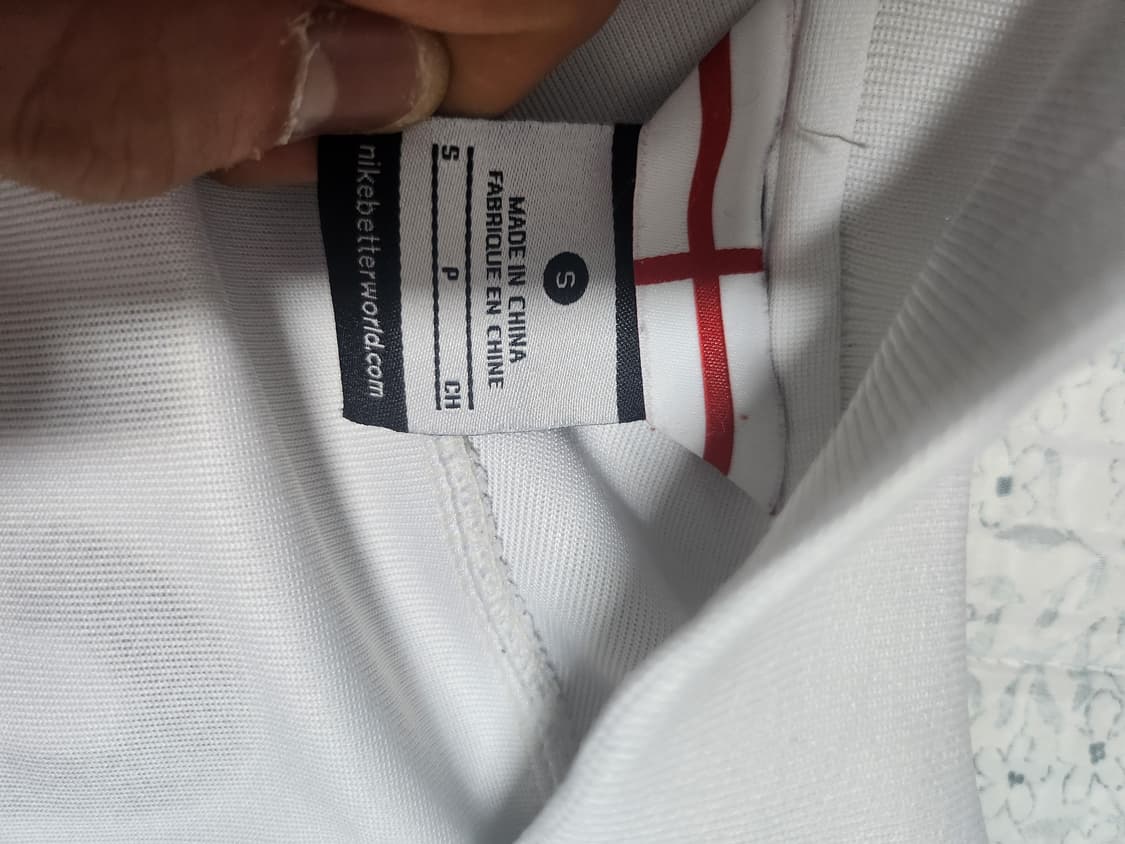 S
MADE IN CHINA
FABRIQUE EN CHINE
S P CH
nikebetterworld.com